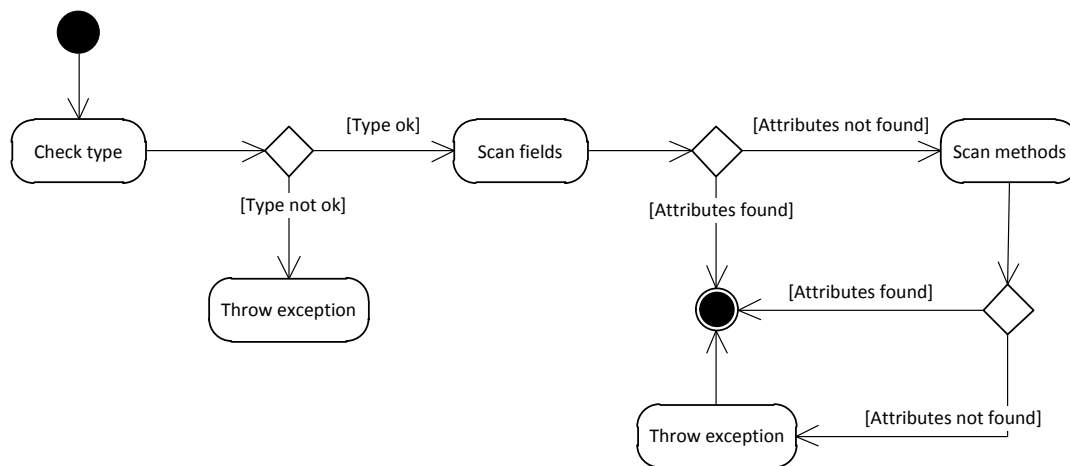 [Type ok]
[Attributes not found]
Check type
Scan fields
Scan methods
[Type not ok]
[Attributes found]
[Attributes found]
Throw exception
[Attributes not found]
Throw exception